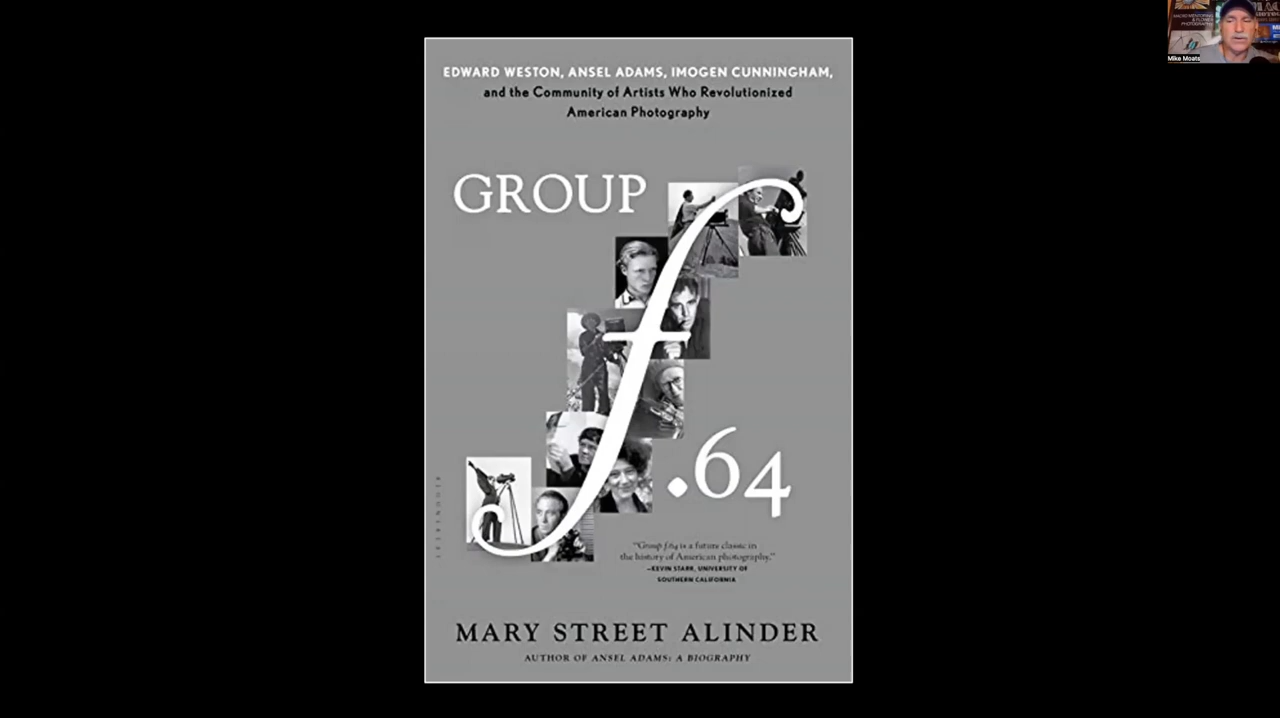 EDWARD WESTON, ANSEL ADAMS, IMOGEN CUNNINGHAM,
and the Community of Artists Who Revolutionized
American Photography
GROUP
f.64
"Group f.64 is a future classic in
the history of American photography."
—KEVIN STARR, UNIVERSITY OF
SOUTHERN CALIFORNIA
MARY STREET ALINDER
AUTHOR OF ANSEL ADAMS: A BIOGRAPHY
BLOOMSBURY
Mike Moats